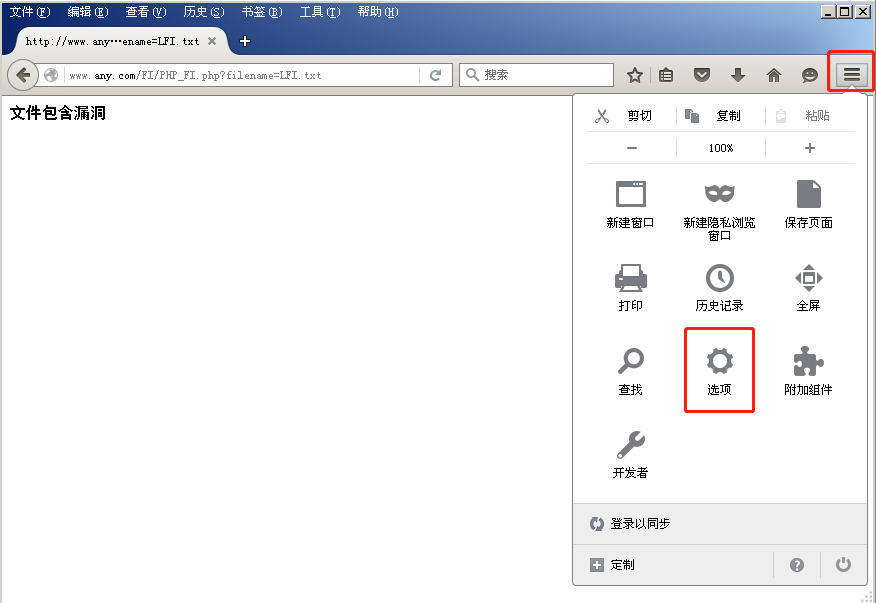 文件(F) 编辑(E) 查看(V) 历史(S) 书签(B) 工具(T) 帮助(H)
http://www.any…ename=LFI.txt
www.any.com/FI/PHP_FI.php?filename=LFI.txt 搜索
文件包含漏洞
剪切 复制 粘贴
100%
新建窗口 新建隐私浏览 保存页面
窗口
打印 历史记录 全屏
查找 选项 附加组件
开发者
登录以同步
定制